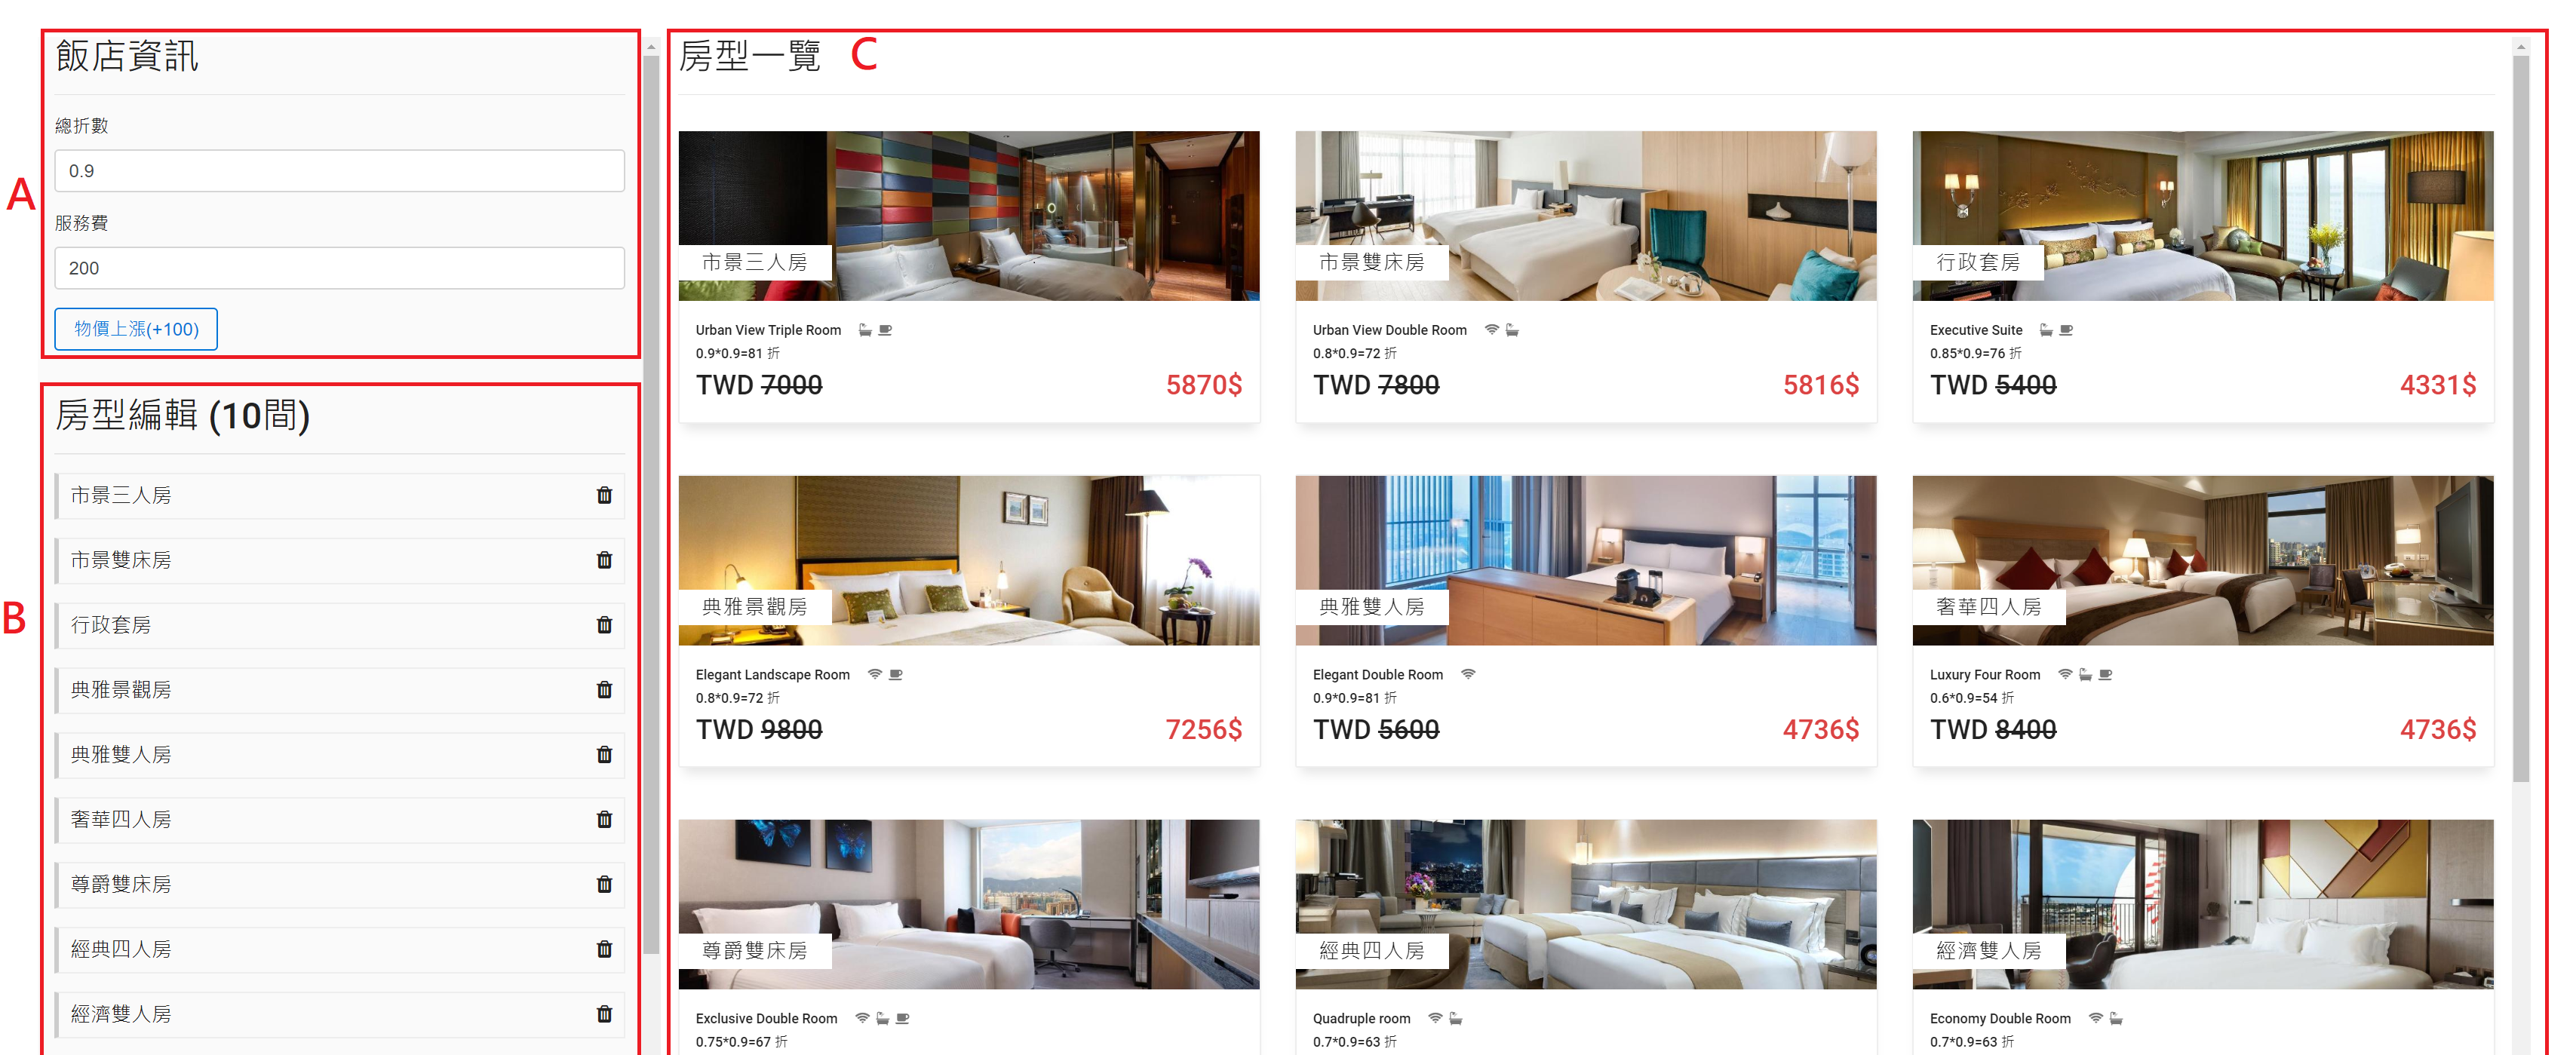 飯店資訊
總折數
0.9
服務費
200
物價上漲(+100)
A
房型編輯 (10間)
市景三人房
市景雙床房
行政套房
典雅景觀房
典雅雙人房
奢華四人房
尊爵雙床房
經典四人房
經濟雙人房
B
房型一覽 C
市景三人房
Urban View Triple Room
0.9*0.9=81 折
TWD 7000 5870$
市景雙床房
Urban View Double Room
0.8*0.9=72 折
TWD 7800 5816$
行政套房
Executive Suite
0.85*0.9=76 折
TWD 5400 4331$
典雅景觀房
Elegant Landscape Room
0.8*0.9=72 折
TWD 9800 7256$
典雅雙人房
Elegant Double Room
0.9*0.9=81 折
TWD 5600 4736$
奢華四人房
Luxury Four Room
0.6*0.9=54 折
TWD 8400 4736$
尊爵雙床房
Exclusive Double Room
0.75*0.9=67 折
經典四人房
Quadruple room
0.7*0.9=63 折
經濟雙人房
Economy Double Room
0.7*0.9=63 折